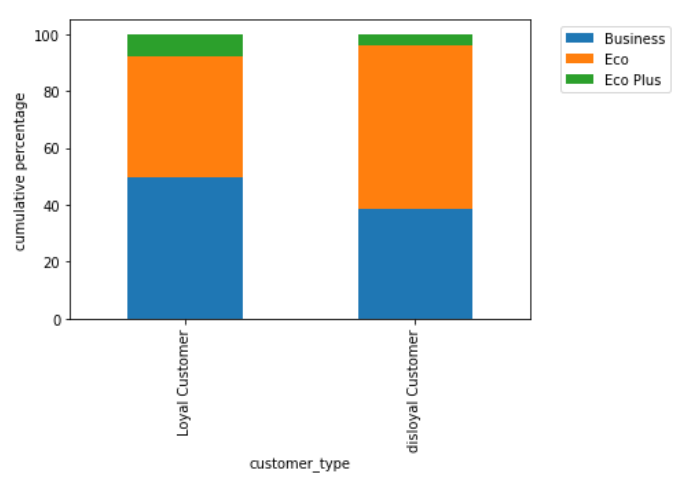 100
80
60
40
20
0
cumulative percentage
Loyal Customer
disloyal Customer
customer_type
Business
Eco
Eco Plus